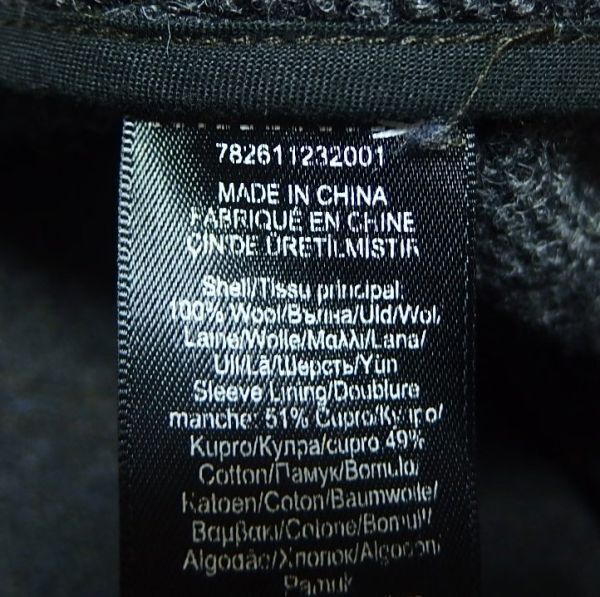 782611232001
MADE IN CHINA
FABRIQUÉ EN CHINE
ÇİN'DE ÜRETİLMİŞTİR
Shell/Tissu principal:
100% Wool/Вълна/Uld/Wol/
Laine/Wolle/Μαλλί/Lana/
Ull/Lã/Шерсть/Yün
Sleeve Lining/Doublure
manche: 51% Cupro/Купро/
Kupro/Купра/cupro 49%
Cotton/Памук/Bomuld/
Katoen/Coton/Baumwolle/
Βαμβάκι/Cotone/Bomull/
Algodão/Хлопок/Algodon/
Pamuk